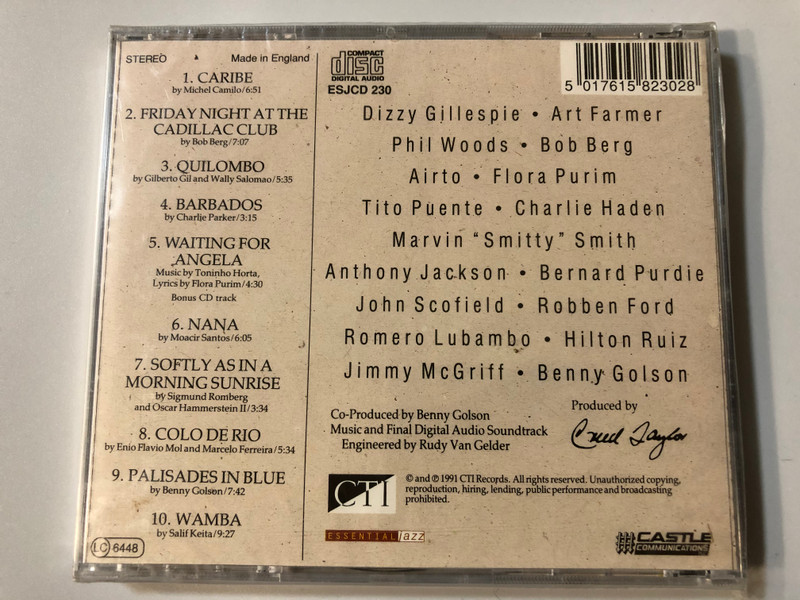 STEREO Made in England
1. CARIBE
by Michel Camilo/6:51
2. FRIDAY NIGHT AT THE
CADILLAC CLUB
by Bob Berg/7:07
3. QUILOMBO
by Gilberto Gil and Wally Salomao/5:35
4. BARBADOS
by Charlie Parker/3:15
5. WAITING FOR
ANGELA
Music by Toninho Horta,
Lyrics by Flora Purim/4:30
Bonus CD track
6. NANA
by Moacir Santos/6:05
7. SOFTLY AS IN A
MORNING SUNRISE
by Sigmund Romberg
and Oscar Hammerstein II/3:34
8. COLO DE RIO
by Enio Flavio Mol and Marcelo Ferreira/5:34
9. PALISADES IN BLUE
by Benny Golson/7:42
10. WAMBA
by Salif Keita/9:27
LC 6448
COMPACT
disc
DIGITAL AUDIO
ESJCD 230
5 017615 823028
Dizzy Gillespie • Art Farmer
Phil Woods • Bob Berg
Airto • Flora Purim
Tito Puente • Charlie Haden
Marvin "Smitty" Smith
Anthony Jackson • Bernard Purdie
John Scofield • Robben Ford
Romero Lubambo • Hilton Ruiz
Jimmy McGriff • Benny Golson
Co-Produced by Benny Golson
Music and Final Digital Audio Soundtrack
Engineered by Rudy Van Gelder
Produced by
Creed Taylor
CTI
© and ℗ 1991 CTI Records. All rights reserved. Unauthorized copying,
reproduction, hiring, lending, public performance and broadcasting
prohibited.
ESSENTIAL jazz
CASTLE
COMMUNICATIONS